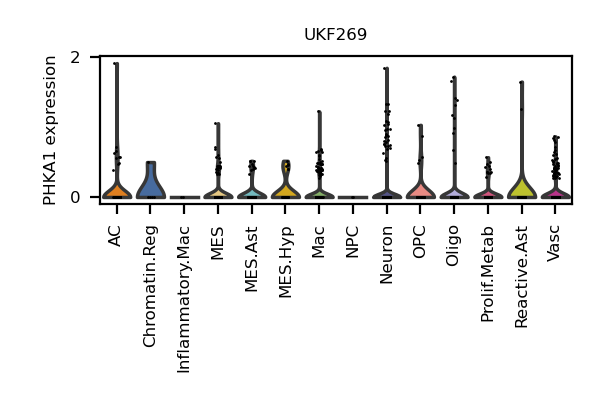 UKF269
PHKA1 expression
2
0
AC
Chromatin.Reg
Inflammatory.Mac
MES
MES.Ast
MES.Hyp
Mac
NPC
Neuron
OPC
Oligo
Prolif.Metab
Reactive.Ast
Vasc